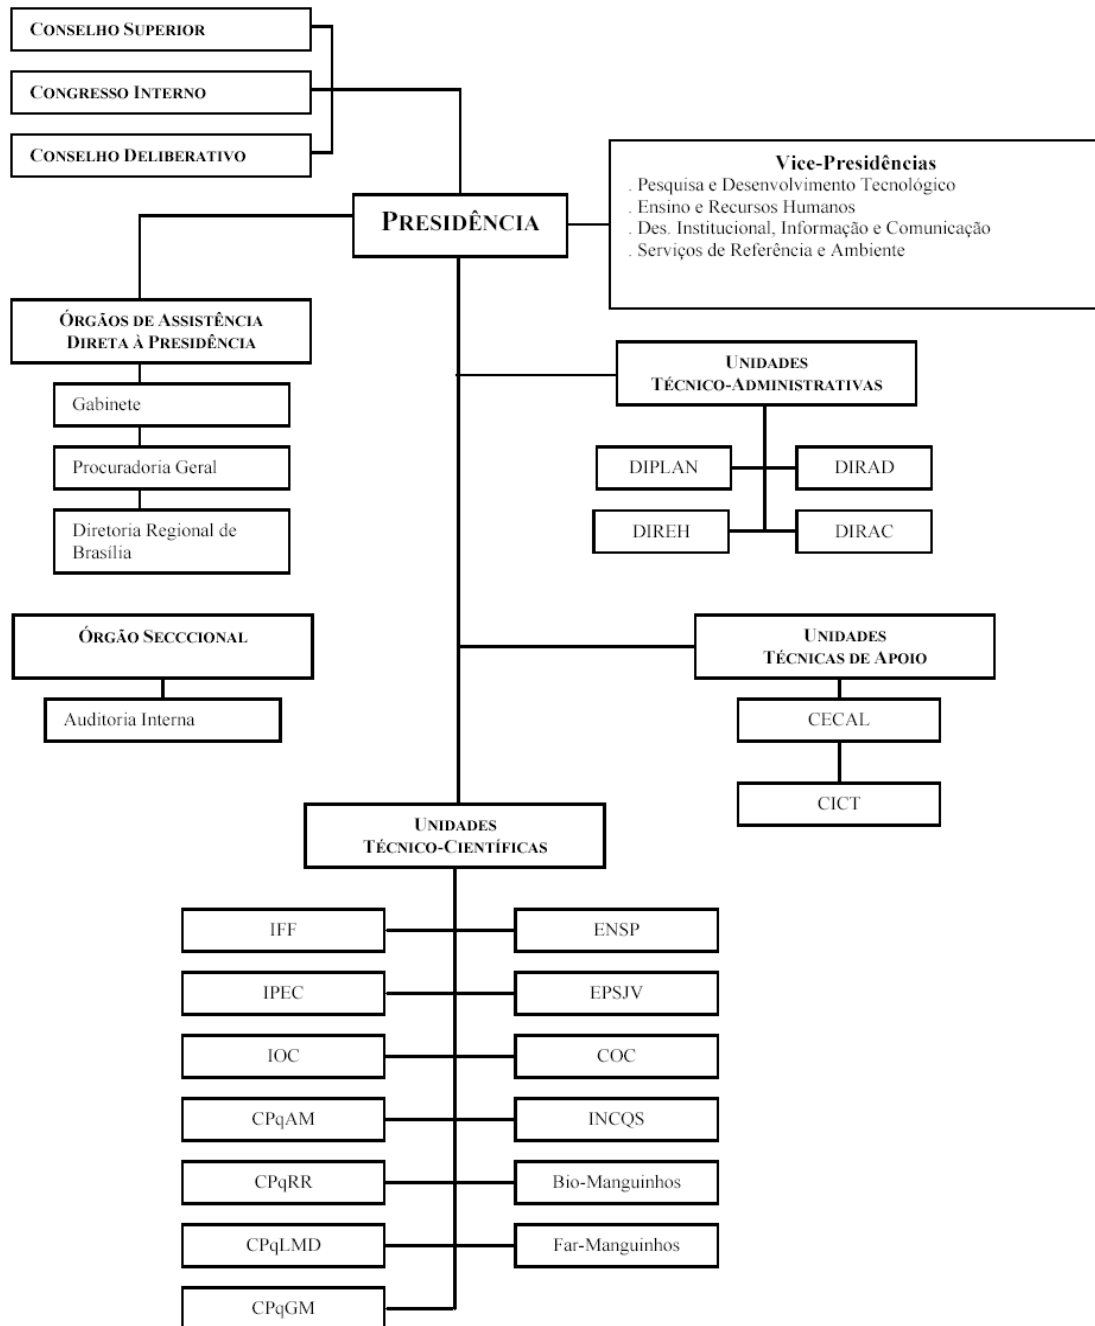 CONSELHO SUPERIOR
CONGRESSO INTERNO
CONSELHO DELIBERATIVO
Vice-Presidências
. Pesquisa e Desenvolvimento Tecnológico
. Ensino e Recursos Humanos
. Des. Institucional, Informação e Comunicação
. Serviços de Referência e Ambiente
PRESIDÊNCIA
ÓRGÃOS DE ASSISTÊNCIA
DIRETA À PRESIDÊNCIA
Gabinete
Procuradoria Geral
Diretoria Regional de
Brasília
UNIDADES
TÉCNICO-ADMINISTRATIVAS
DIPLAN
DIRAD
DIREH
DIRAC
ÓRGÃO SECCCIONAL
Auditoria Interna
UNIDADES
TÉCNICAS DE APOIO
CECAL
CICT
UNIDADES
TÉCNICO-CIENTÍFICAS
IFF
ENSP
IPEC
EPSJV
IOC
COC
CPqAM
INCQS
CPqRR
Bio-Manguinhos
CPqLMD
Far-Manguinhos
CPqGM